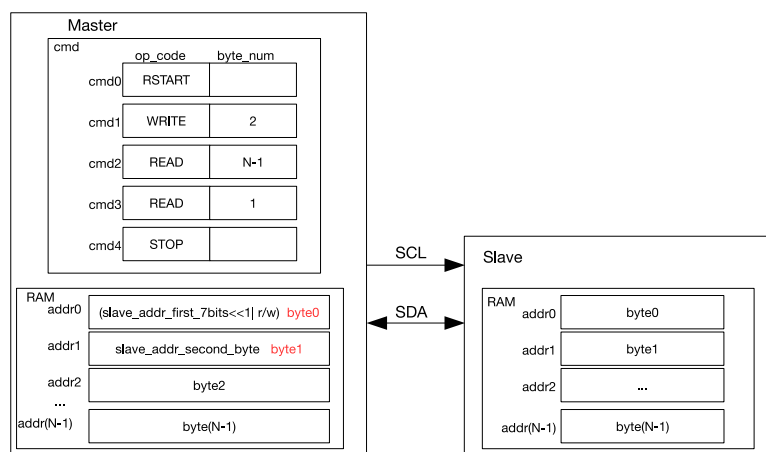 Master
cmd
op_code byte_num
cmd0 RSTART
cmd1 WRITE 2
cmd2 READ N-1
cmd3 READ 1
cmd4 STOP
RAM
addr0 (slave_addr_first_7bits<<1| r/w) byte0
addr1 slave_addr_second_byte byte1
addr2 byte2
...
addr(N-1) byte(N-1)
SCL
SDA
Slave
RAM
addr0 byte0
addr1 byte1
addr2 ...
addr(N-1) byte(N-1)